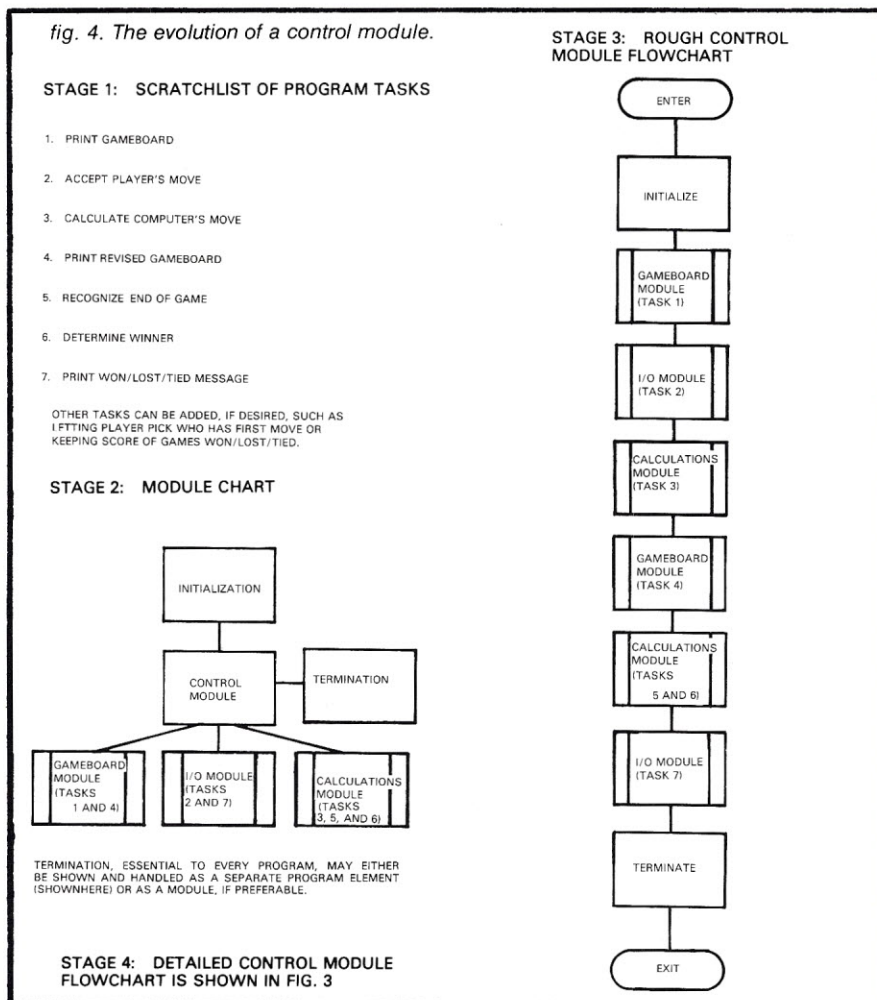 fig. 4. The evolution of a control module.
STAGE 1: SCRATCHLIST OF PROGRAM TASKS
1. PRINT GAMEBOARD
2. ACCEPT PLAYER'S MOVE
3. CALCULATE COMPUTER'S MOVE
4. PRINT REVISED GAMEBOARD
5. RECOGNIZE END OF GAME
6. DETERMINE WINNER
7. PRINT WON/LOST/TIED MESSAGE
OTHER TASKS CAN BE ADDED, IF DESIRED, SUCH AS
LETTING PLAYER PICK WHO HAS FIRST MOVE OR
KEEPING SCORE OF GAMES WON/LOST/TIED.
STAGE 2: MODULE CHART
INITIALIZATION
CONTROL
MODULE
TERMINATION
GAMEBOARD
MODULE
(TASKS
1 AND 4)
I/O MODULE
(TASKS
2 AND 7)
CALCULATIONS
MODULE
(TASKS
3, 5, AND 6)
TERMINATION, ESSENTIAL TO EVERY PROGRAM, MAY EITHER
BE SHOWN AND HANDLED AS A SEPARATE PROGRAM ELEMENT
(SHOWNHERE) OR AS A MODULE, IF PREFERABLE.
STAGE 4: DETAILED CONTROL MODULE
FLOWCHART IS SHOWN IN FIG. 3
STAGE 3: ROUGH CONTROL
MODULE FLOWCHART
ENTER
INITIALIZE
GAMEBOARD
MODULE
(TASK 1)
I/O MODULE
(TASK 2)
CALCULATIONS
MODULE
(TASK 3)
GAMEBOARD
MODULE
(TASK 4)
CALCULATIONS
MODULE
(TASKS
5 AND 6)
I/O MODULE
(TASK 7)
TERMINATE
EXIT